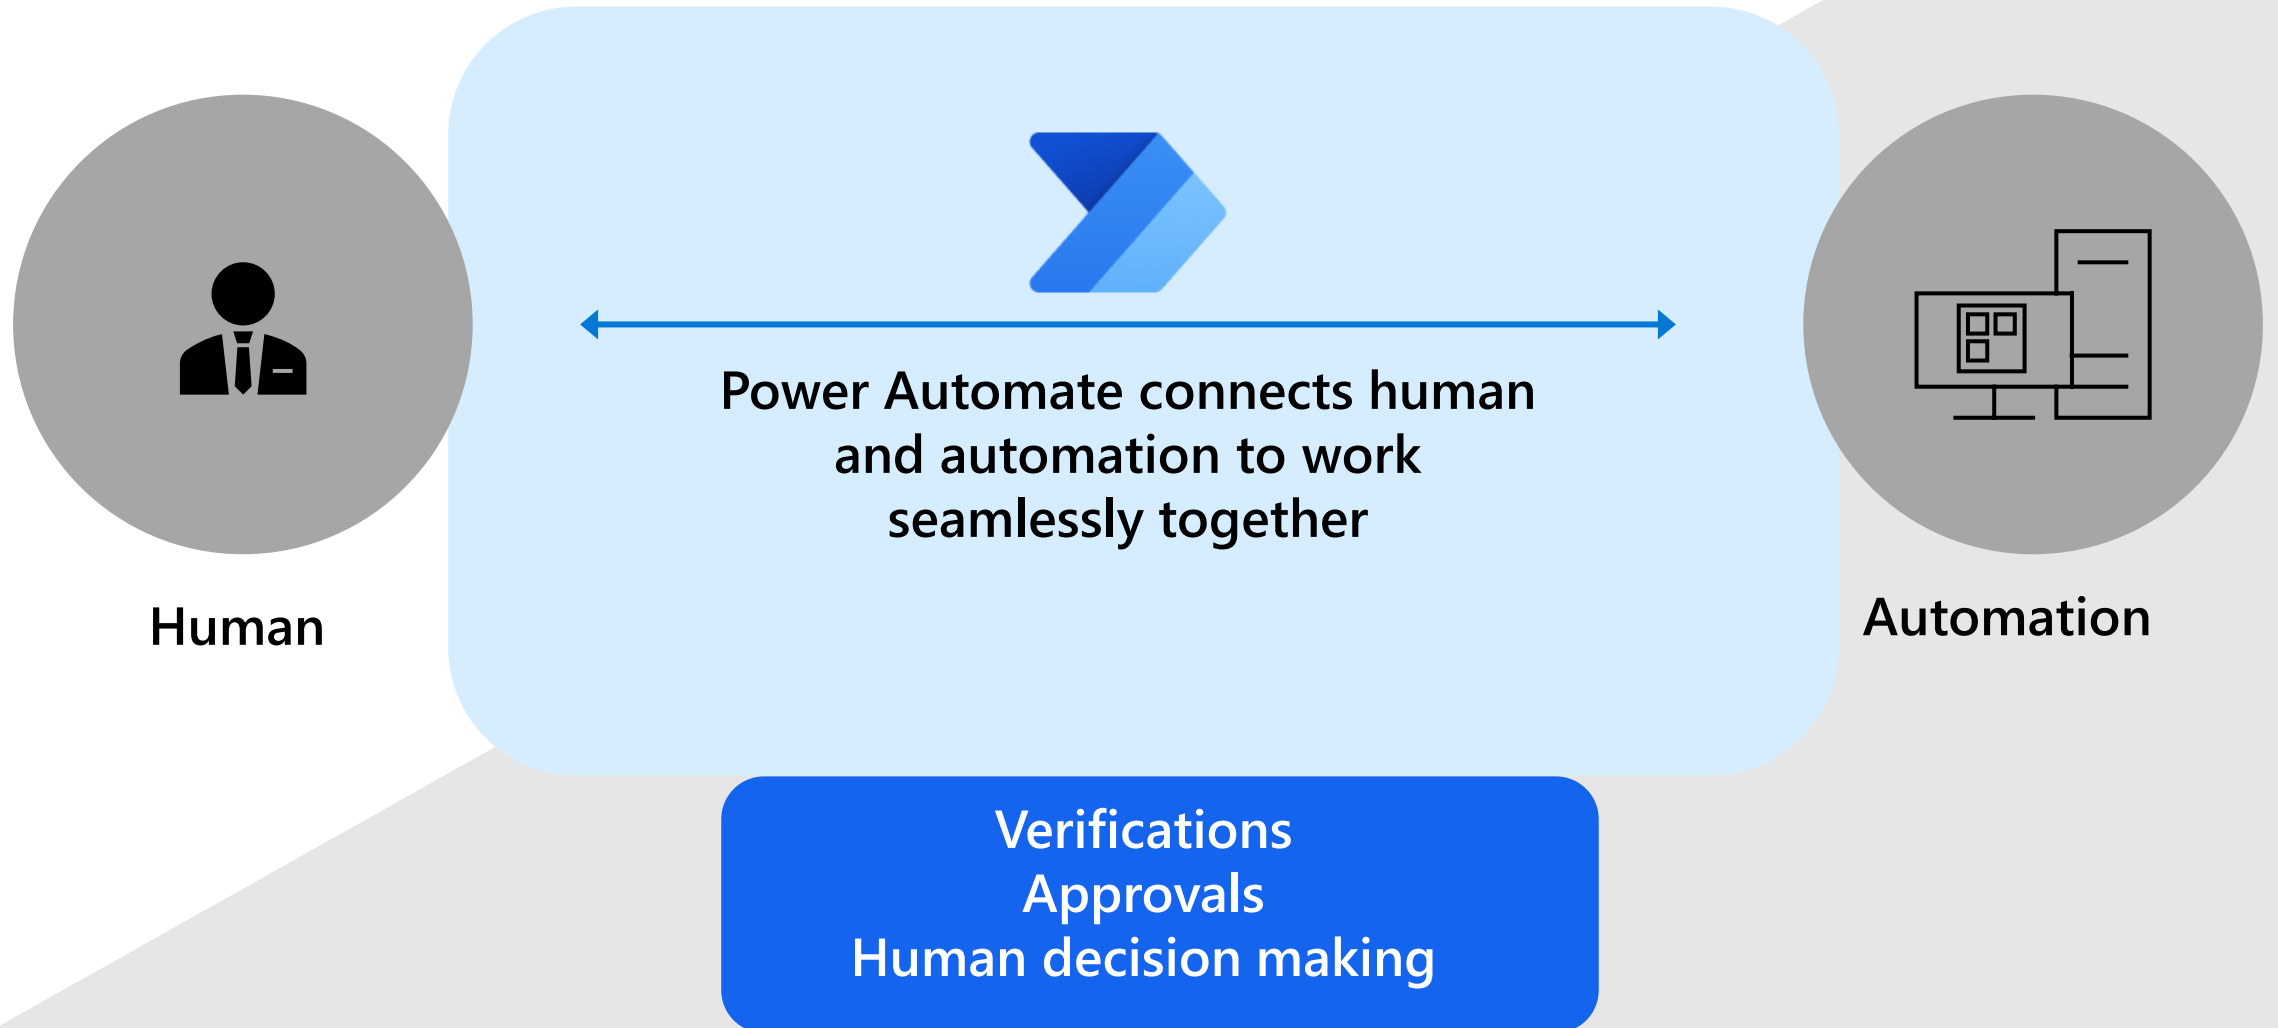 Power Automate connects human
and automation to work
seamlessly together
Human
Automation
Verifications
Approvals
Human decision making